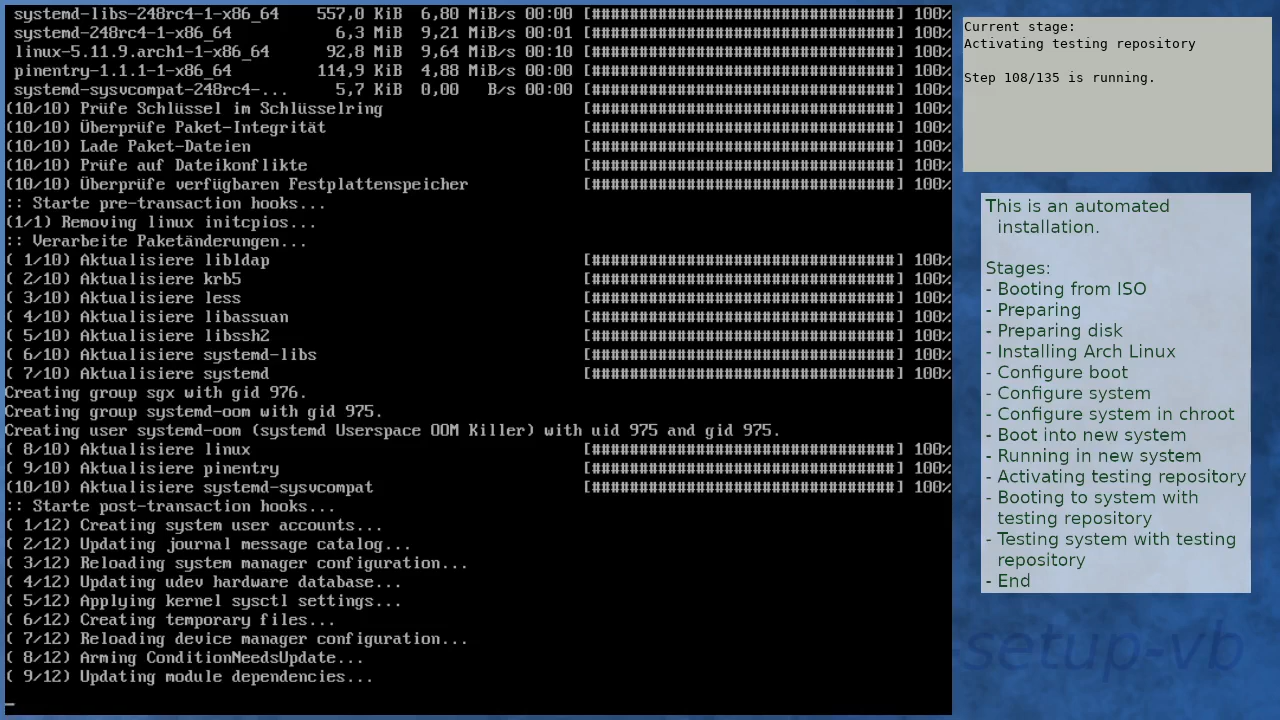 systemd-libs-248rc4-1-x86_64    557,0 KiB  6,80 MiB/s 00:00 [################################] 100%
systemd-248rc4-1-x86_64           6,3 MiB  9,21 MiB/s 00:01 [################################] 100%
linux-5.11.9.arch1-1-x86_64      92,8 MiB  9,64 MiB/s 00:10 [################################] 100%
pinentry-1.1.1-1-x86_64         114,9 KiB  4,88 MiB/s 00:00 [################################] 100%
systemd-sysvcompat-248rc4-...     5,7 KiB  0,00   B/s 00:00 [################################] 100%
(10/10) Prüfe Schlüssel im Schlüsselring [################################] 100%
(10/10) Überprüfe Paket-Integrität [################################] 100%
(10/10) Lade Paket-Dateien [################################] 100%
(10/10) Prüfe auf Dateikonflikte [################################] 100%
(10/10) Überprüfe verfügbaren Festplattenspeicher [################################] 100%
:: Starte pre-transaction hooks...
(1/1) Removing linux initcpios...
:: Verarbeite Paketänderungen...
( 1/10) Aktualisiere libldap [################################] 100%
( 2/10) Aktualisiere krb5 [################################] 100%
( 3/10) Aktualisiere less [################################] 100%
( 4/10) Aktualisiere libassuan [################################] 100%
( 5/10) Aktualisiere libssh2 [################################] 100%
( 6/10) Aktualisiere systemd-libs [################################] 100%
( 7/10) Aktualisiere systemd [################################] 100%
Creating group sgx with gid 976.
Creating group systemd-oom with gid 975.
Creating user systemd-oom (systemd Userspace OOM Killer) with uid 975 and gid 975.
( 8/10) Aktualisiere linux [################################] 100%
( 9/10) Aktualisiere pinentry [################################] 100%
(10/10) Aktualisiere systemd-sysvcompat [################################] 100%
:: Starte post-transaction hooks...
( 1/12) Creating system user accounts...
( 2/12) Updating journal message catalog...
( 3/12) Reloading system manager configuration...
( 4/12) Updating udev hardware database...
( 5/12) Applying kernel sysctl settings...
( 6/12) Creating temporary files...
( 7/12) Reloading device manager configuration...
( 8/12) Arming ConditionNeedsUpdate...
( 9/12) Updating module dependencies...
_
Current stage:
Activating testing repository
Step 108/135 is running.
This is an automated
installation.
Stages:
- Booting from ISO
- Preparing
- Preparing disk
- Installing Arch Linux
- Configure boot
- Configure system
- Configure system in chroot
- Boot into new system
- Running in new system
- Activating testing repository
- Booting to system with
testing repository
- Testing system with testing
repository
- End
-setup-vb